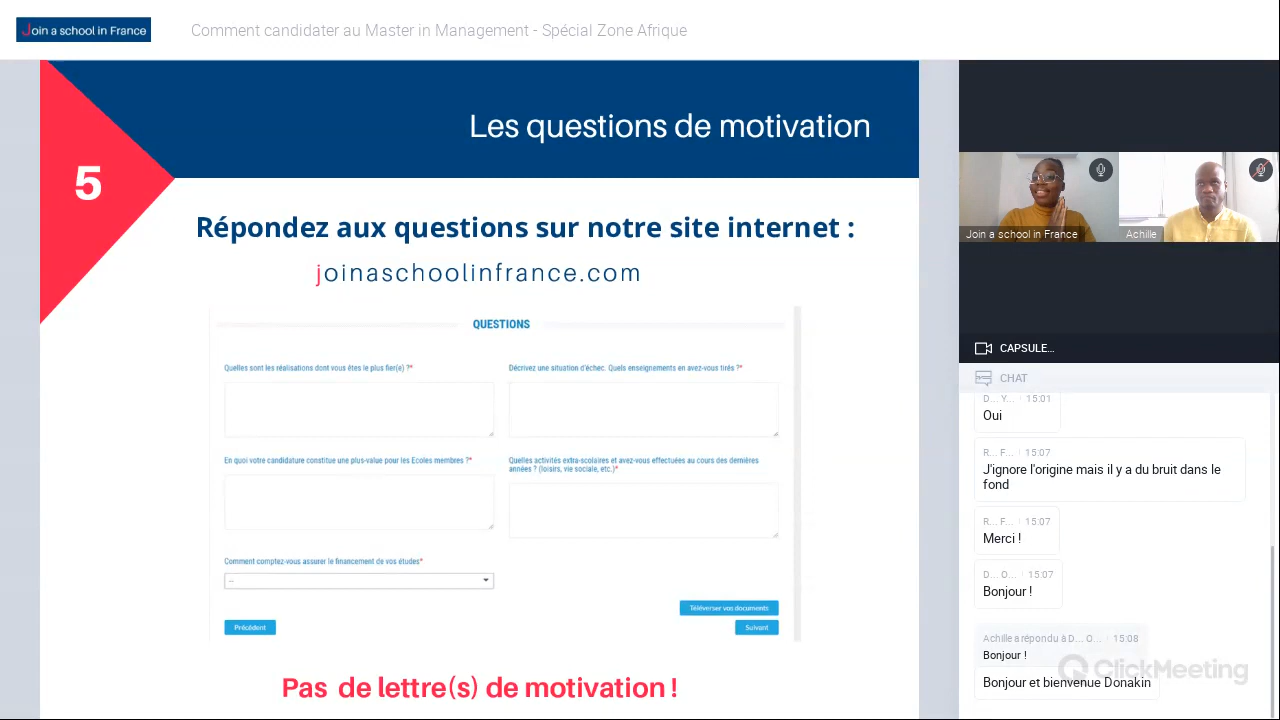 Join a school in France
Comment candidater au Master in Management - Spécial Zone Afrique
Les questions de motivation
5
Répondez aux questions sur notre site internet :
joinaschoolinfrance.com
QUESTIONS
Quelles sont les réalisations dont vous êtes le plus fier(e) ?*
Décrivez une situation d'échec. Quels enseignements en avez-vous tirés ?*
En quoi votre candidature constitue une plus-value pour les Ecoles membres ?*
Quelles activités extra-scolaires et avez-vous effectuées au cours des dernières
années ? (loisirs, vie sociale, etc.)*
Comment comptez-vous assurer le financement de vos études*
--
Téléverser vos documents
Précédent
Suivant
Pas de lettre(s) de motivation !
Join a school in France
Achille
CAPSULE...
CHAT
D... Y... 15:01
Oui
R... F... 15:07
J'ignore l'origine mais il y a du bruit dans le
fond
R... F... 15:07
Merci !
D... O... 15:07
Bonjour !
Achille a répondu à D... O... 15:08
Bonjour !
ClickMeeting
Bonjour et bienvenue Donakin